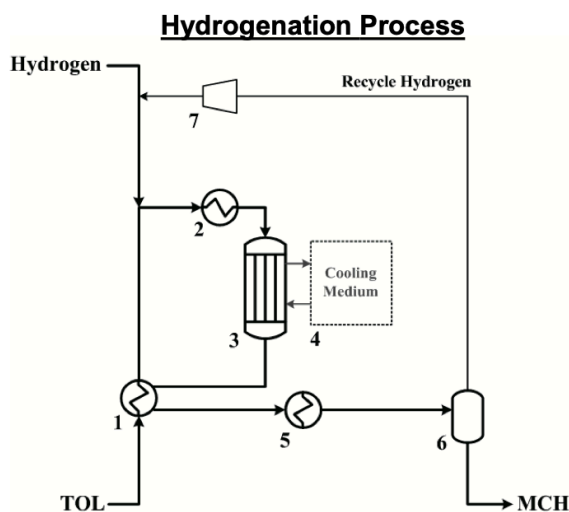 Hydrogenation Process
Hydrogen
Recycle Hydrogen
7
2
Cooling
Medium
3
4
1
5
6
TOL
MCH